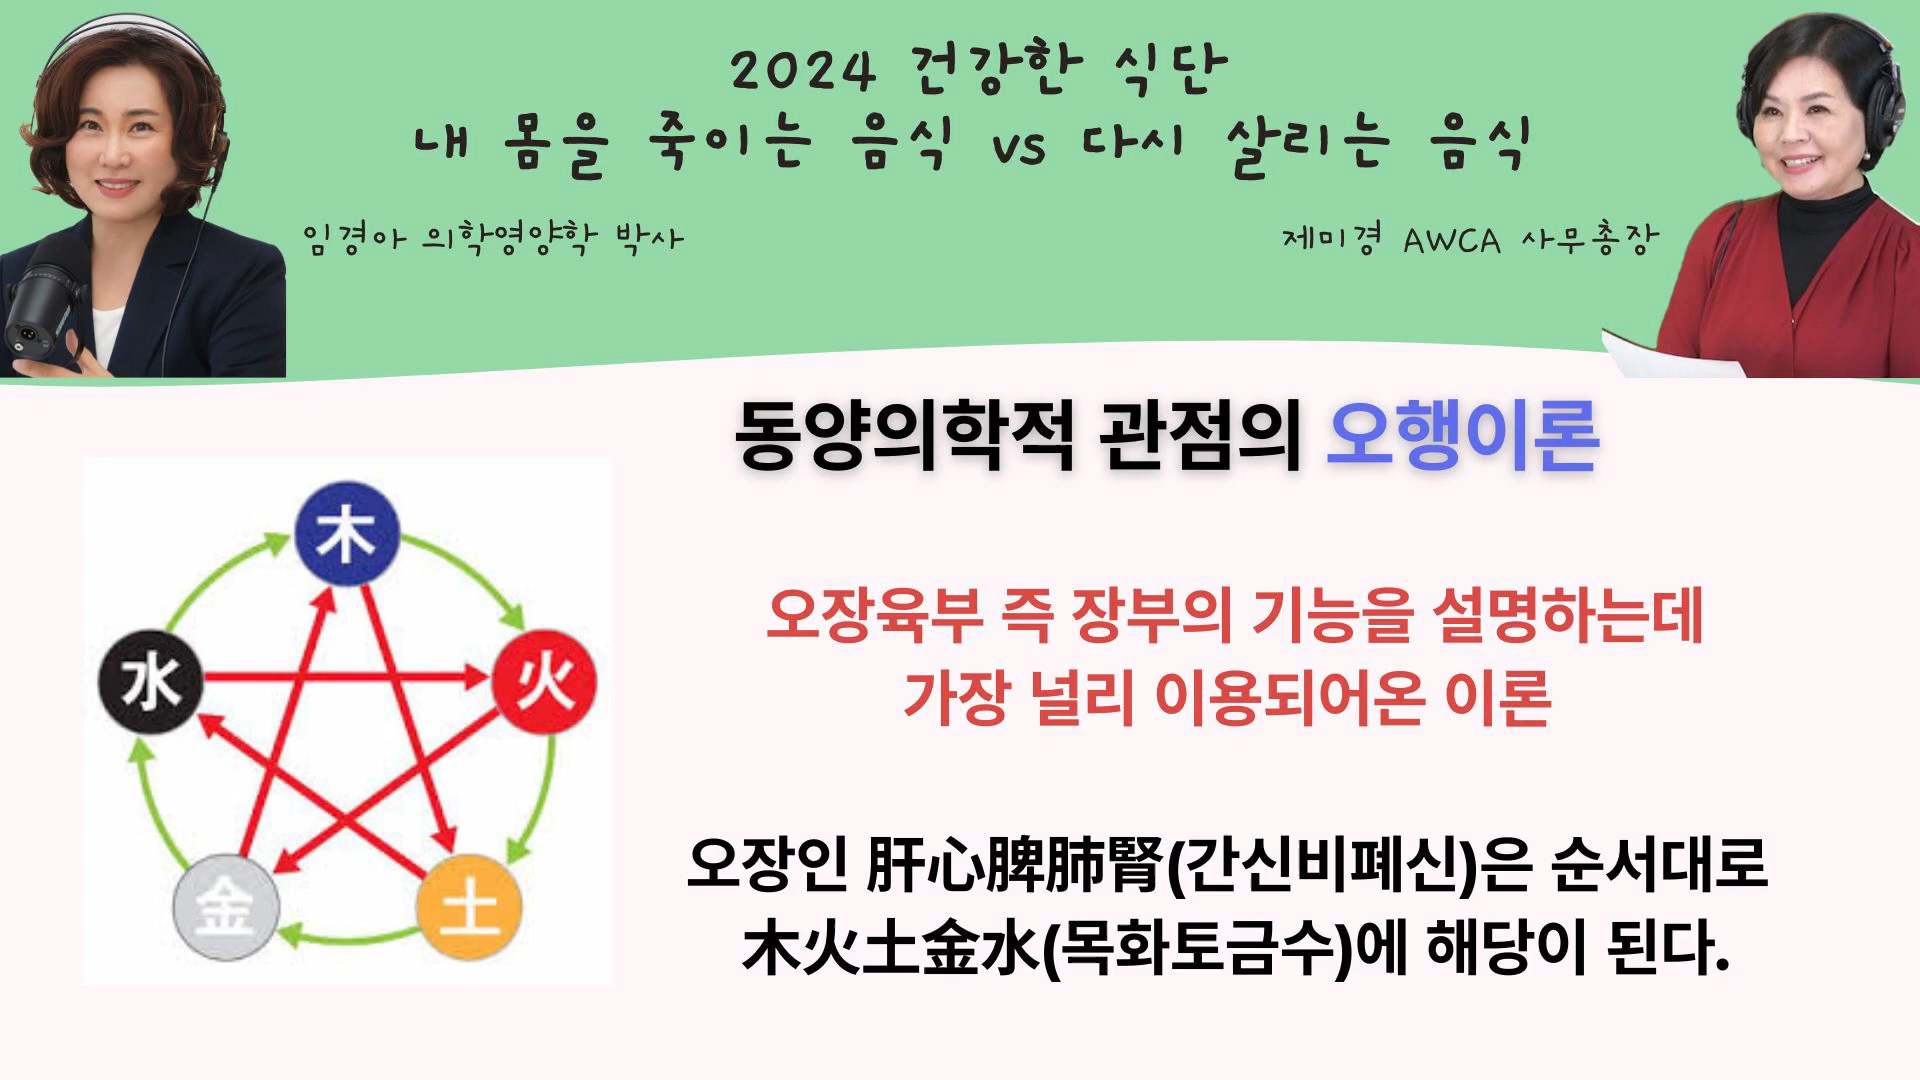 2024 건강한 식단
내 몸을 죽이는 음식 vs 다시 살리는 음식
임경아 의학영양학 박사
제미경 AWCA 사무총장
동양의학적 관점의 오행이론
木
水
火
金
土
오장육부 즉 장부의 기능을 설명하는데
가장 널리 이용되어온 이론
오장인 肝心脾肺腎(간신비폐신)은 순서대로
木火土金水(목화토금수)에 해당이 된다.